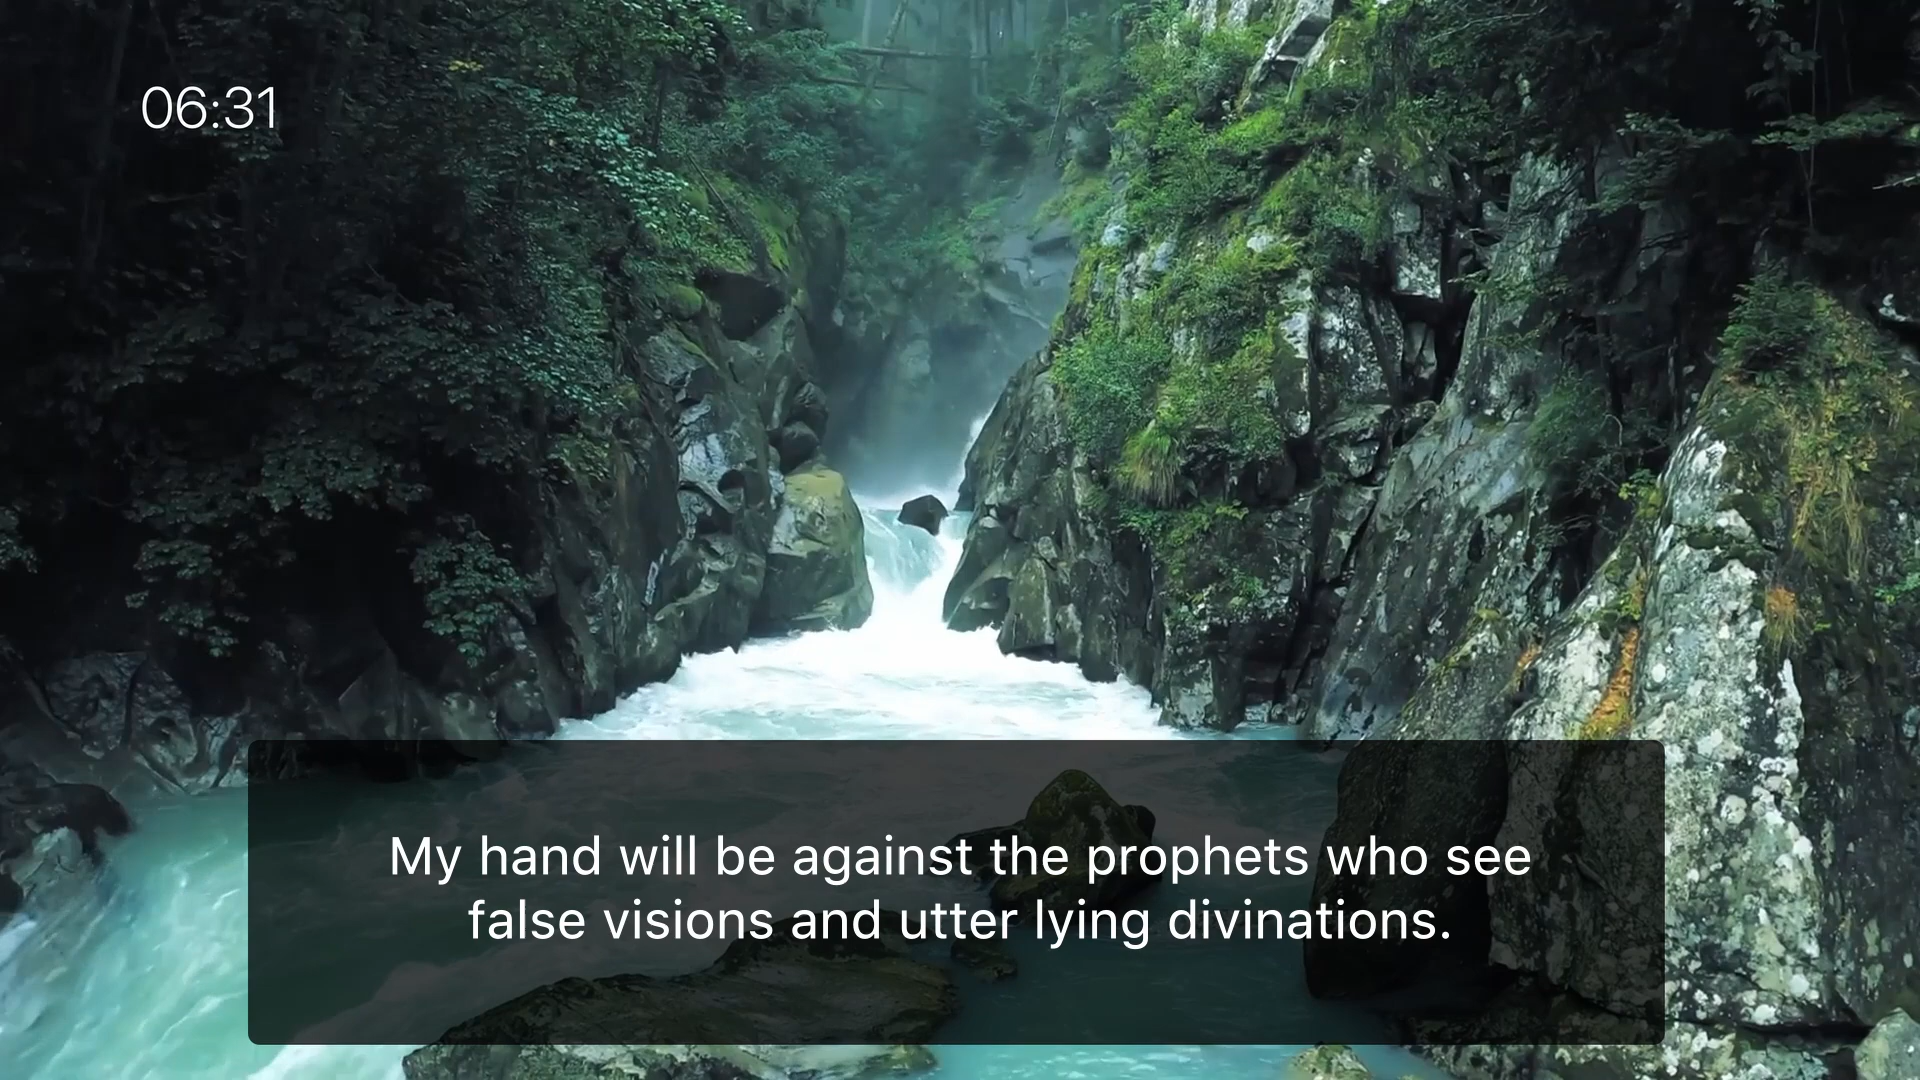 06:31
My hand will be against the prophets who see
false visions and utter lying divinations.